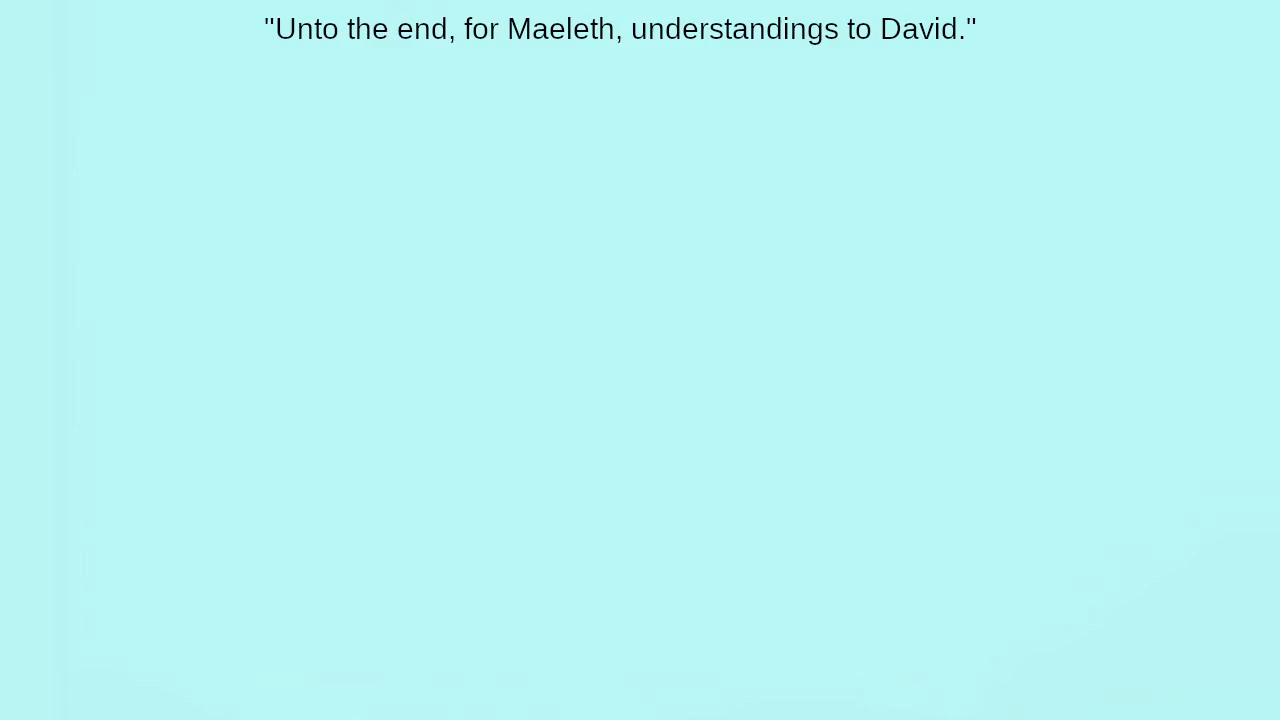 "Unto the end, for Maeleth, understandings to David."